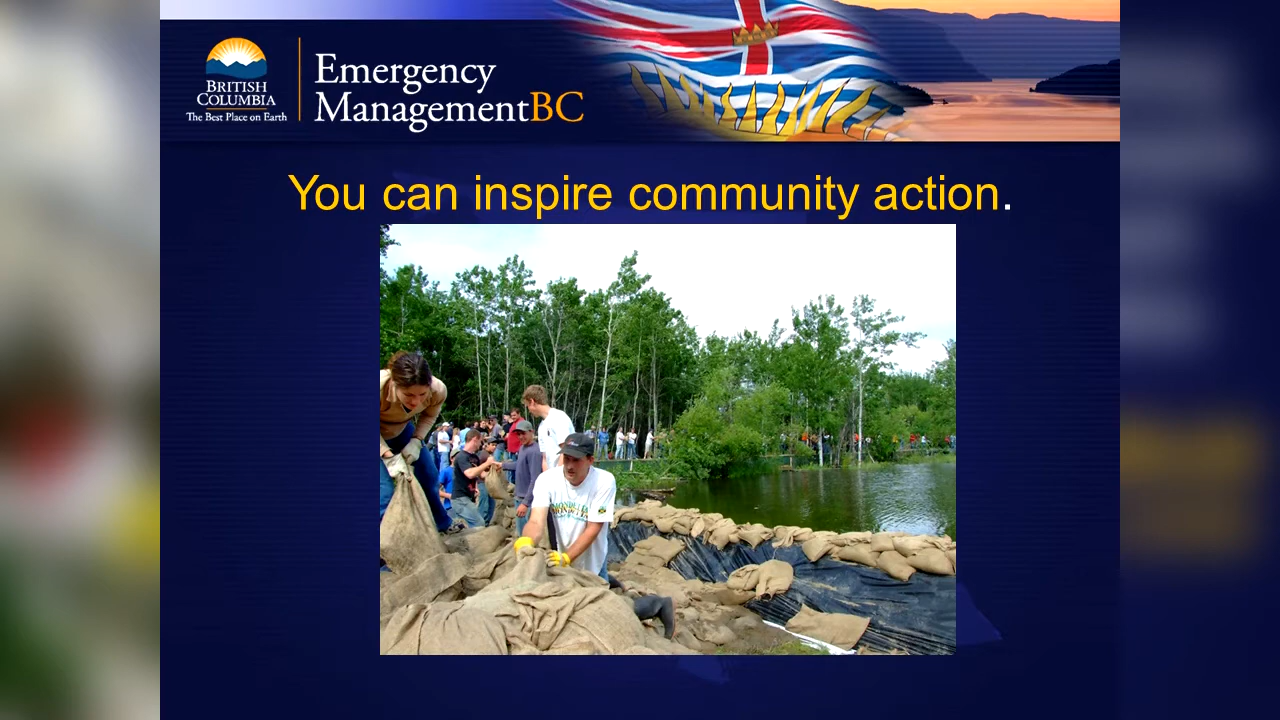 BRITISH
COLUMBIA
The Best Place on Earth
Emergency
ManagementBC
You can inspire community action.